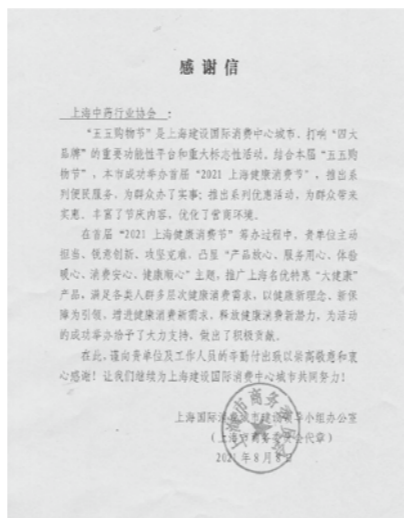 感谢信
上海中药行业协会 ：
“五五购物节”是上海建设国际消费中心城市、打响“四大
品牌”的重要功能性平台和重大标志性活动。结合本届“五五购
物节”，本市成功举办首届“2021 上海健康消费节”，推出系
列便民服务，为群众办了实事；推出系列优惠活动，为群众带来
实惠，丰富了节庆内容，优化了营商环境。
在首届“2021 上海健康消费节”筹办过程中，贵单位主动
担当、锐意创新、攻坚克难，凸显“产品放心、服务用心、体验
暖心、消费安心、健康顺心”主题，推广上海名优特惠“大健康”
产品，满足各类人群多层次健康消费需求，以健康新理念、新保
障为引领，增进健康新需求，释放健康消费新潜力，为活动
的成功举办给予了大力支持，做出了积极贡献。
在此，谨向贵单位及工作人员的辛勤付出致以崇高敬意和衷
心感谢！让我们继续为上海建设国际消费中心城市共同努力！
上海国际消费城市建设领导小组办公室
（上海市商务委员会代章）
2021年8月8日
上海市商务委员会